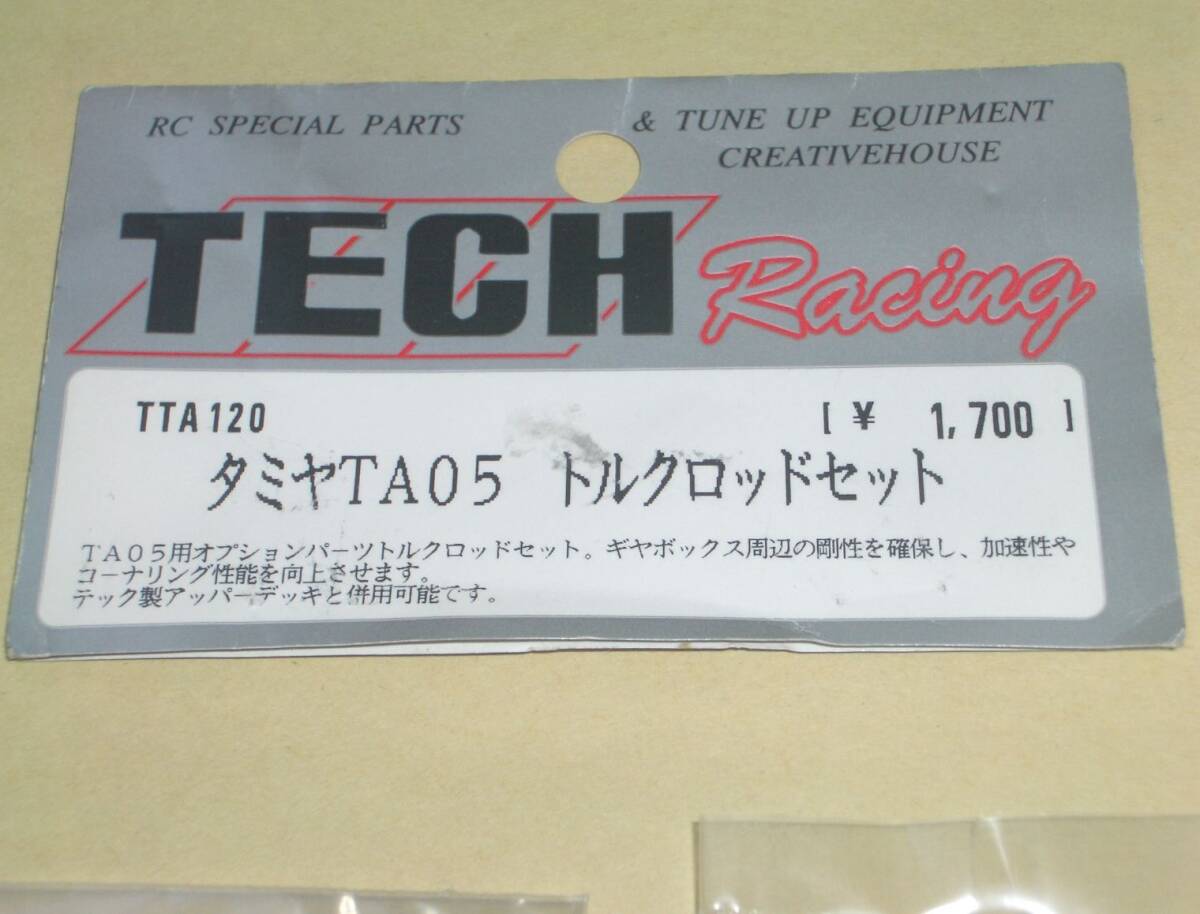 RC SPECIAL PARTS & TUNE UP EQUIPMENT
CREATIVEHOUSE
TECH Racing
TTA120 [ ¥ 1,700 ]
タミヤTA05 トルクロッドセット
TA05用オプションパーツトルクロッドセット。ギヤボックス周辺の剛性を確保し、加速性や
コーナリング性能を向上させます。
テック製アッパーデッキと併用可能です。